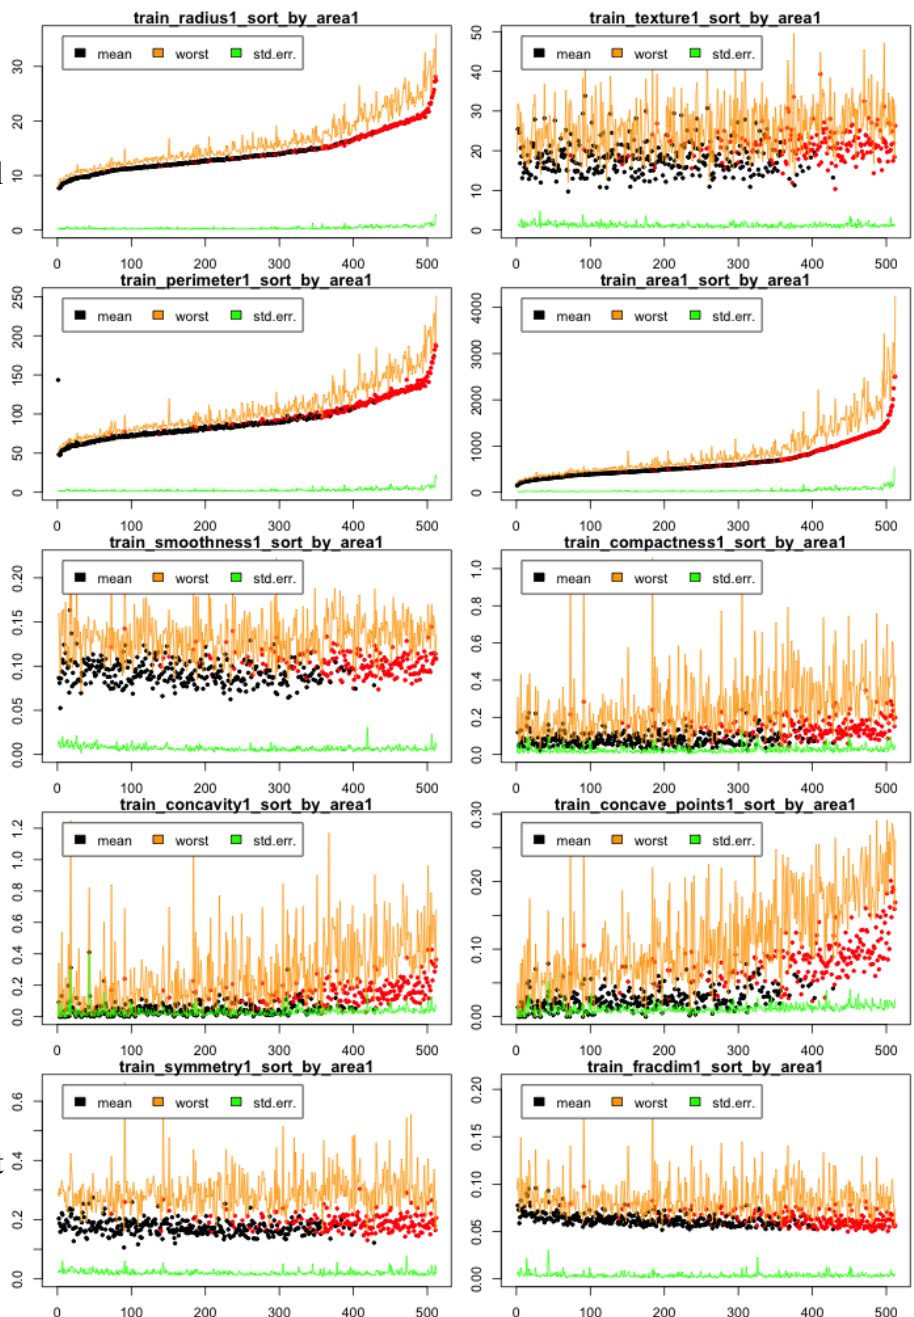 train_radius1_sort_by_area1
mean worst std.err.
0 10 20 30
0 100 200 300 400 500
train_texture1_sort_by_area1
mean worst std.err.
0 10 20 30 40 50
0 100 200 300 400 500
train_perimeter1_sort_by_area1
mean worst std.err.
0 50 100 150 200 250
0 100 200 300 400 500
train_area1_sort_by_area1
mean worst std.err.
0 1000 2000 3000 4000
0 100 200 300 400 500
train_smoothness1_sort_by_area1
mean worst std.err.
0.00 0.05 0.10 0.15 0.20
0 100 200 300 400 500
train_compactness1_sort_by_area1
mean worst std.err.
0.0 0.2 0.4 0.6 0.8 1.0
0 100 200 300 400 500
train_concavity1_sort_by_area1
mean worst std.err.
0.0 0.2 0.4 0.6 0.8 1.0 1.2
0 100 200 300 400 500
train_concave_points1_sort_by_area1
mean worst std.err.
0.00 0.10 0.20 0.30
0 100 200 300 400 500
train_symmetry1_sort_by_area1
mean worst std.err.
0.0 0.2 0.4 0.6
0 100 200 300 400 500
train_fracdim1_sort_by_area1
mean worst std.err.
0.00 0.05 0.10 0.15 0.20
0 100 200 300 400 500